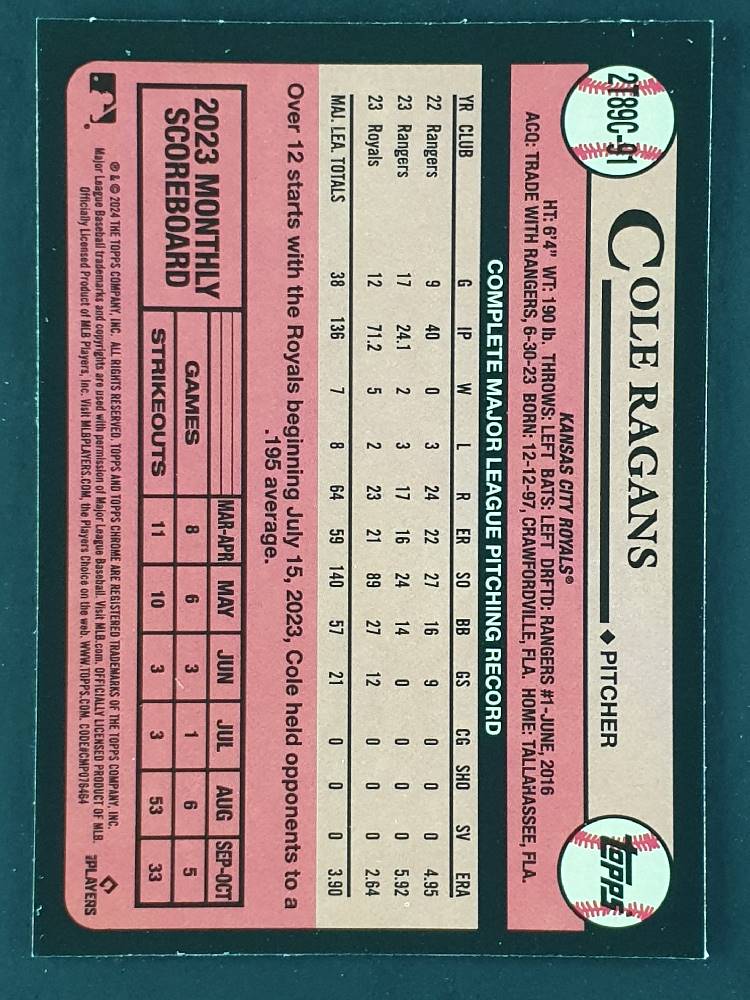 2T89C-91
COLE RAGANS ◆ PITCHER
topps
KANSAS CITY ROYALS®
HT: 6'4" WT: 190 lb. THROWS: LEFT BATS: LEFT DRFTD: RANGERS #1-JUNE, 2016
ACQ: TRADE WITH RANGERS, 6-30-23 BORN: 12-12-97, CRAWFORDVILLE, FLA. HOME: TALLAHASSEE, FLA.
COMPLETE MAJOR LEAGUE PITCHING RECORD
YR CLUB G IP W L R ER SO BB GS CG SHO SV ERA
22 Rangers 9 40 0 3 24 22 27 16 9 0 0 0 4.95
23 Rangers 17 24.1 2 3 17 16 24 14 0 0 0 0 5.92
23 Royals 12 71.2 5 2 23 21 89 27 12 0 0 0 2.64
MAJ. LEA. TOTALS 38 136 7 8 64 59 140 57 21 0 0 0 3.90
Over 12 starts with the Royals beginning July 15, 2023, Cole held opponents to a
.195 average.
2023 MONTHLY
SCOREBOARD
MAR-APR MAY JUN JUL AUG SEP-OCT
GAMES 8 6 3 1 6 5
STRIKEOUTS 11 10 3 3 53 33
® & © 2024 THE TOPPS COMPANY, INC. ALL RIGHTS RESERVED. TOPPS AND TOPPS CHROME ARE REGISTERED TRADEMARKS OF THE TOPPS COMPANY, INC.
Major League Baseball trademarks and copyrights are used with permission of Major League Baseball. Visit MLB.com. OFFICIALLY LICENSED PRODUCT OF MLB
Officially Licensed Product of MLB Players, Inc. Visit MLBPLAYERS.COM, the Players Choice on the web. WWW.TOPPS.COM. CODE#CMP076464
PLAYERS